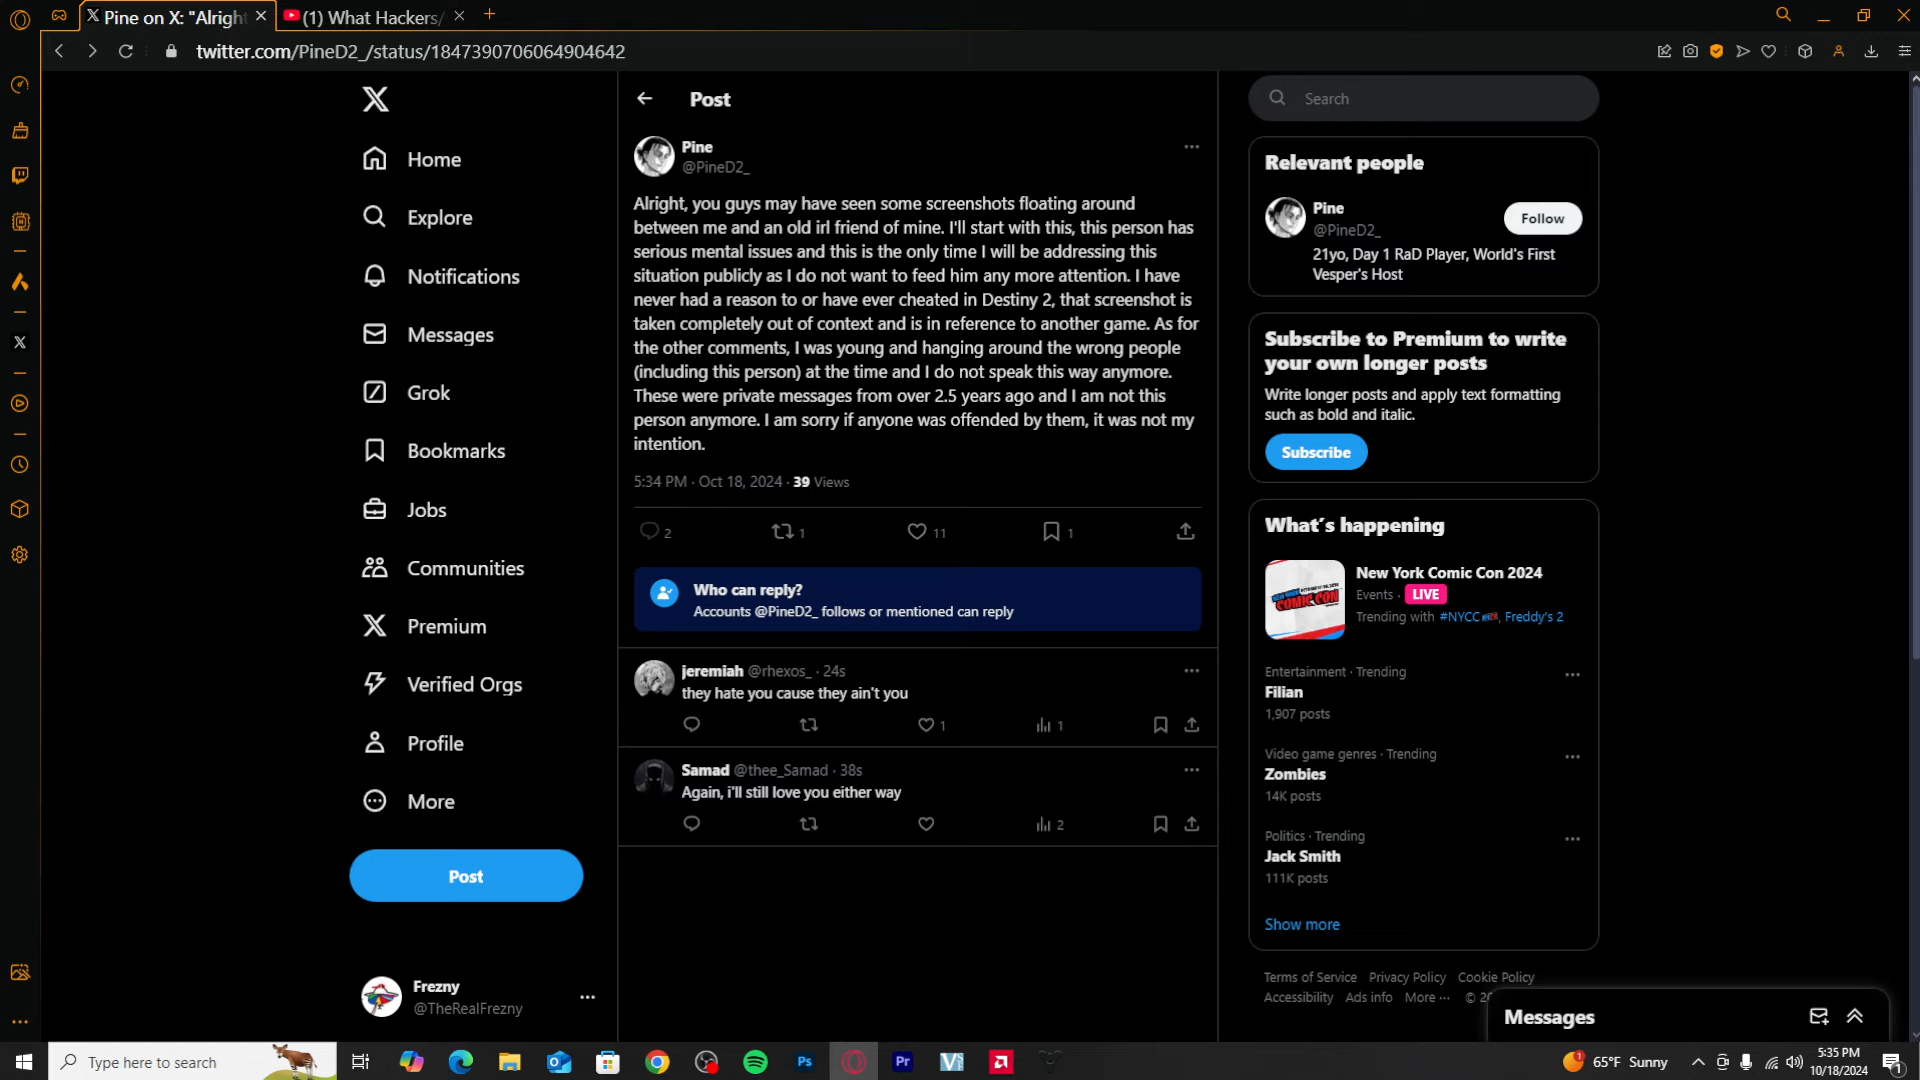 Pine on X: "Alright
(1) What Hackers/
twitter.com/PineD2_/status/1847390706064904642
Home
Explore
Notifications
Messages
Grok
Bookmarks
Jobs
Communities
Premium
Verified Orgs
Profile
More
Post
Frezny
@TheRealFrezny
Post
Pine
@PineD2_
Alright, you guys may have seen some screenshots floating around
between me and an old irl friend of mine. I'll start with this, this person has
serious mental issues and this is the only time I will be addressing this
situation publicly as I do not want to feed him any more attention. I have
never had a reason to or have ever cheated in Destiny 2, that screenshot is
taken completely out of context and is in reference to another game. As for
the other comments, I was young and hanging around the wrong people
(including this person) at the time and I do not speak this way anymore.
These were private messages from over 2.5 years ago and I am not this
person anymore. I am sorry if anyone was offended by them, it was not my
intention.
5:34 PM · Oct 18, 2024 · 39 Views
2 1 11 1
Who can reply?
Accounts @PineD2_ follows or mentioned can reply
jeremiah @rhexos_ · 24s
they hate you cause they ain't you
1 1
Samad @thee_Samad · 38s
Again, i'll still love you either way
2
Search
Relevant people
Pine
@PineD2_
Follow
21yo, Day 1 RaD Player, World's First
Vesper's Host
Subscribe to Premium to write
your own longer posts
Write longer posts and apply text formatting
such as bold and italic.
Subscribe
What's happening
COMIC CON
New York Comic Con 2024
Events · LIVE
Trending with #NYCC, Freddy's 2
Entertainment · Trending
Filian
1,907 posts
Video game genres · Trending
Zombies
14K posts
Politics · Trending
Jack Smith
111K posts
Show more
Terms of Service Privacy Policy Cookie Policy
Accessibility Ads info More ··· © 20
Messages
Type here to search
Ps
Pr
1
65°F Sunny
5:35 PM
10/18/2024
1